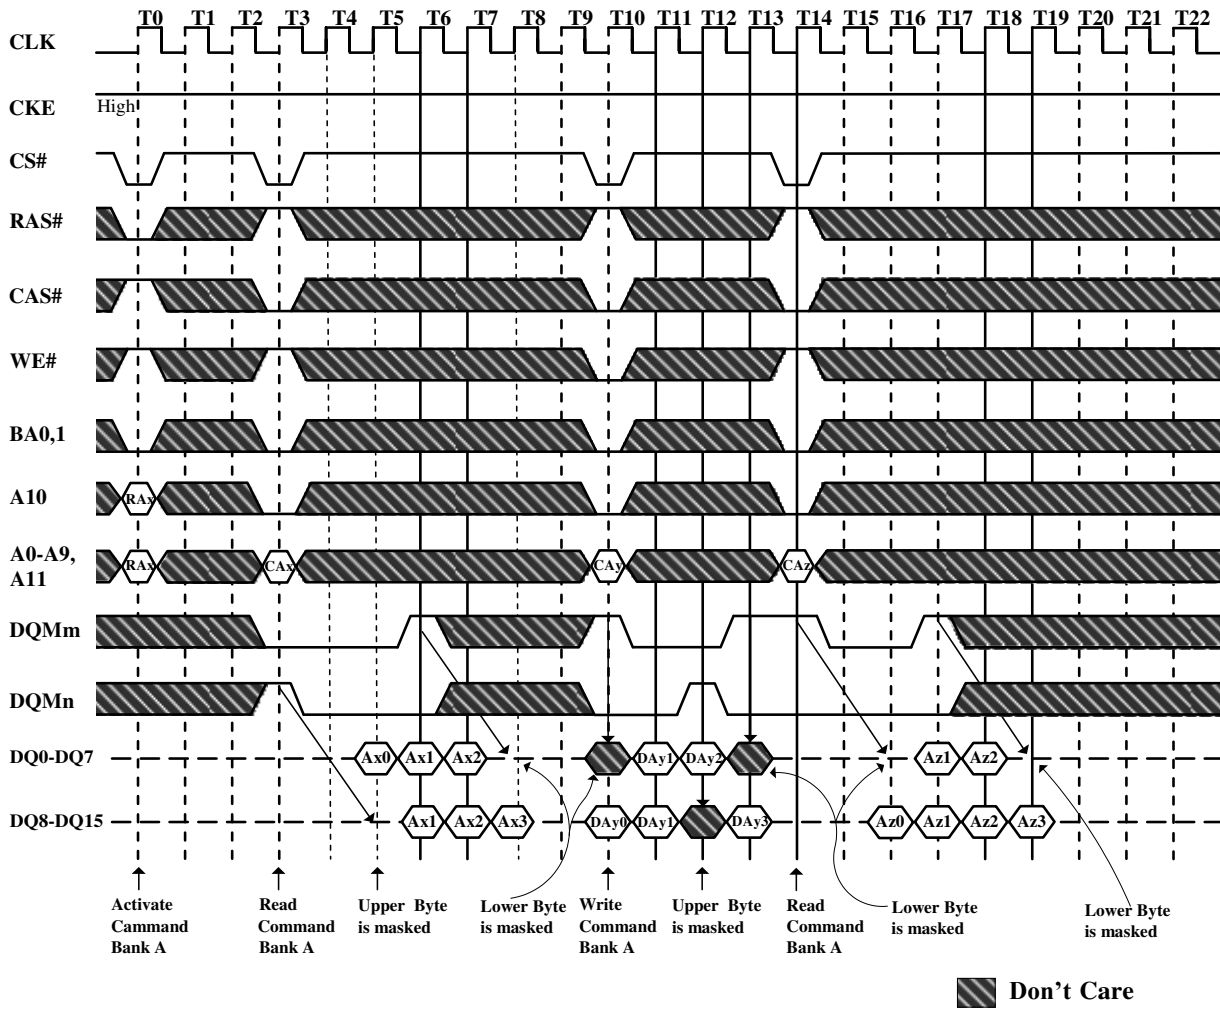 T0 T1 T2 T3 T4 T5 T6 T7 T8 T9 T10 T11 T12 T13 T14 T15 T16 T17 T18 T19 T20 T21 T22
CLK
CKE High
CS#
RAS#
CAS#
WE#
BA0,1
A10 RAx
A0-A9,
A11 RAx CAx CAy CAz
DQMm
DQMn
DQ0-DQ7 Ax0 Ax1 Ax2 DAy1 DAy2 Az1 Az2
DQ8-DQ15 Ax1 Ax2 Ax3 DAy0 DAy1 DAy3 Az0 Az1 Az2 Az3
Activate
Cammand
Bank A
Read
Command
Bank A
Upper Byte
is masked
Lower Byte
is masked
Write
Command
Bank A
Upper Byte
is masked
Read
Command
Bank A
Lower Byte
is masked
Lower Byte
is masked
Don't Care